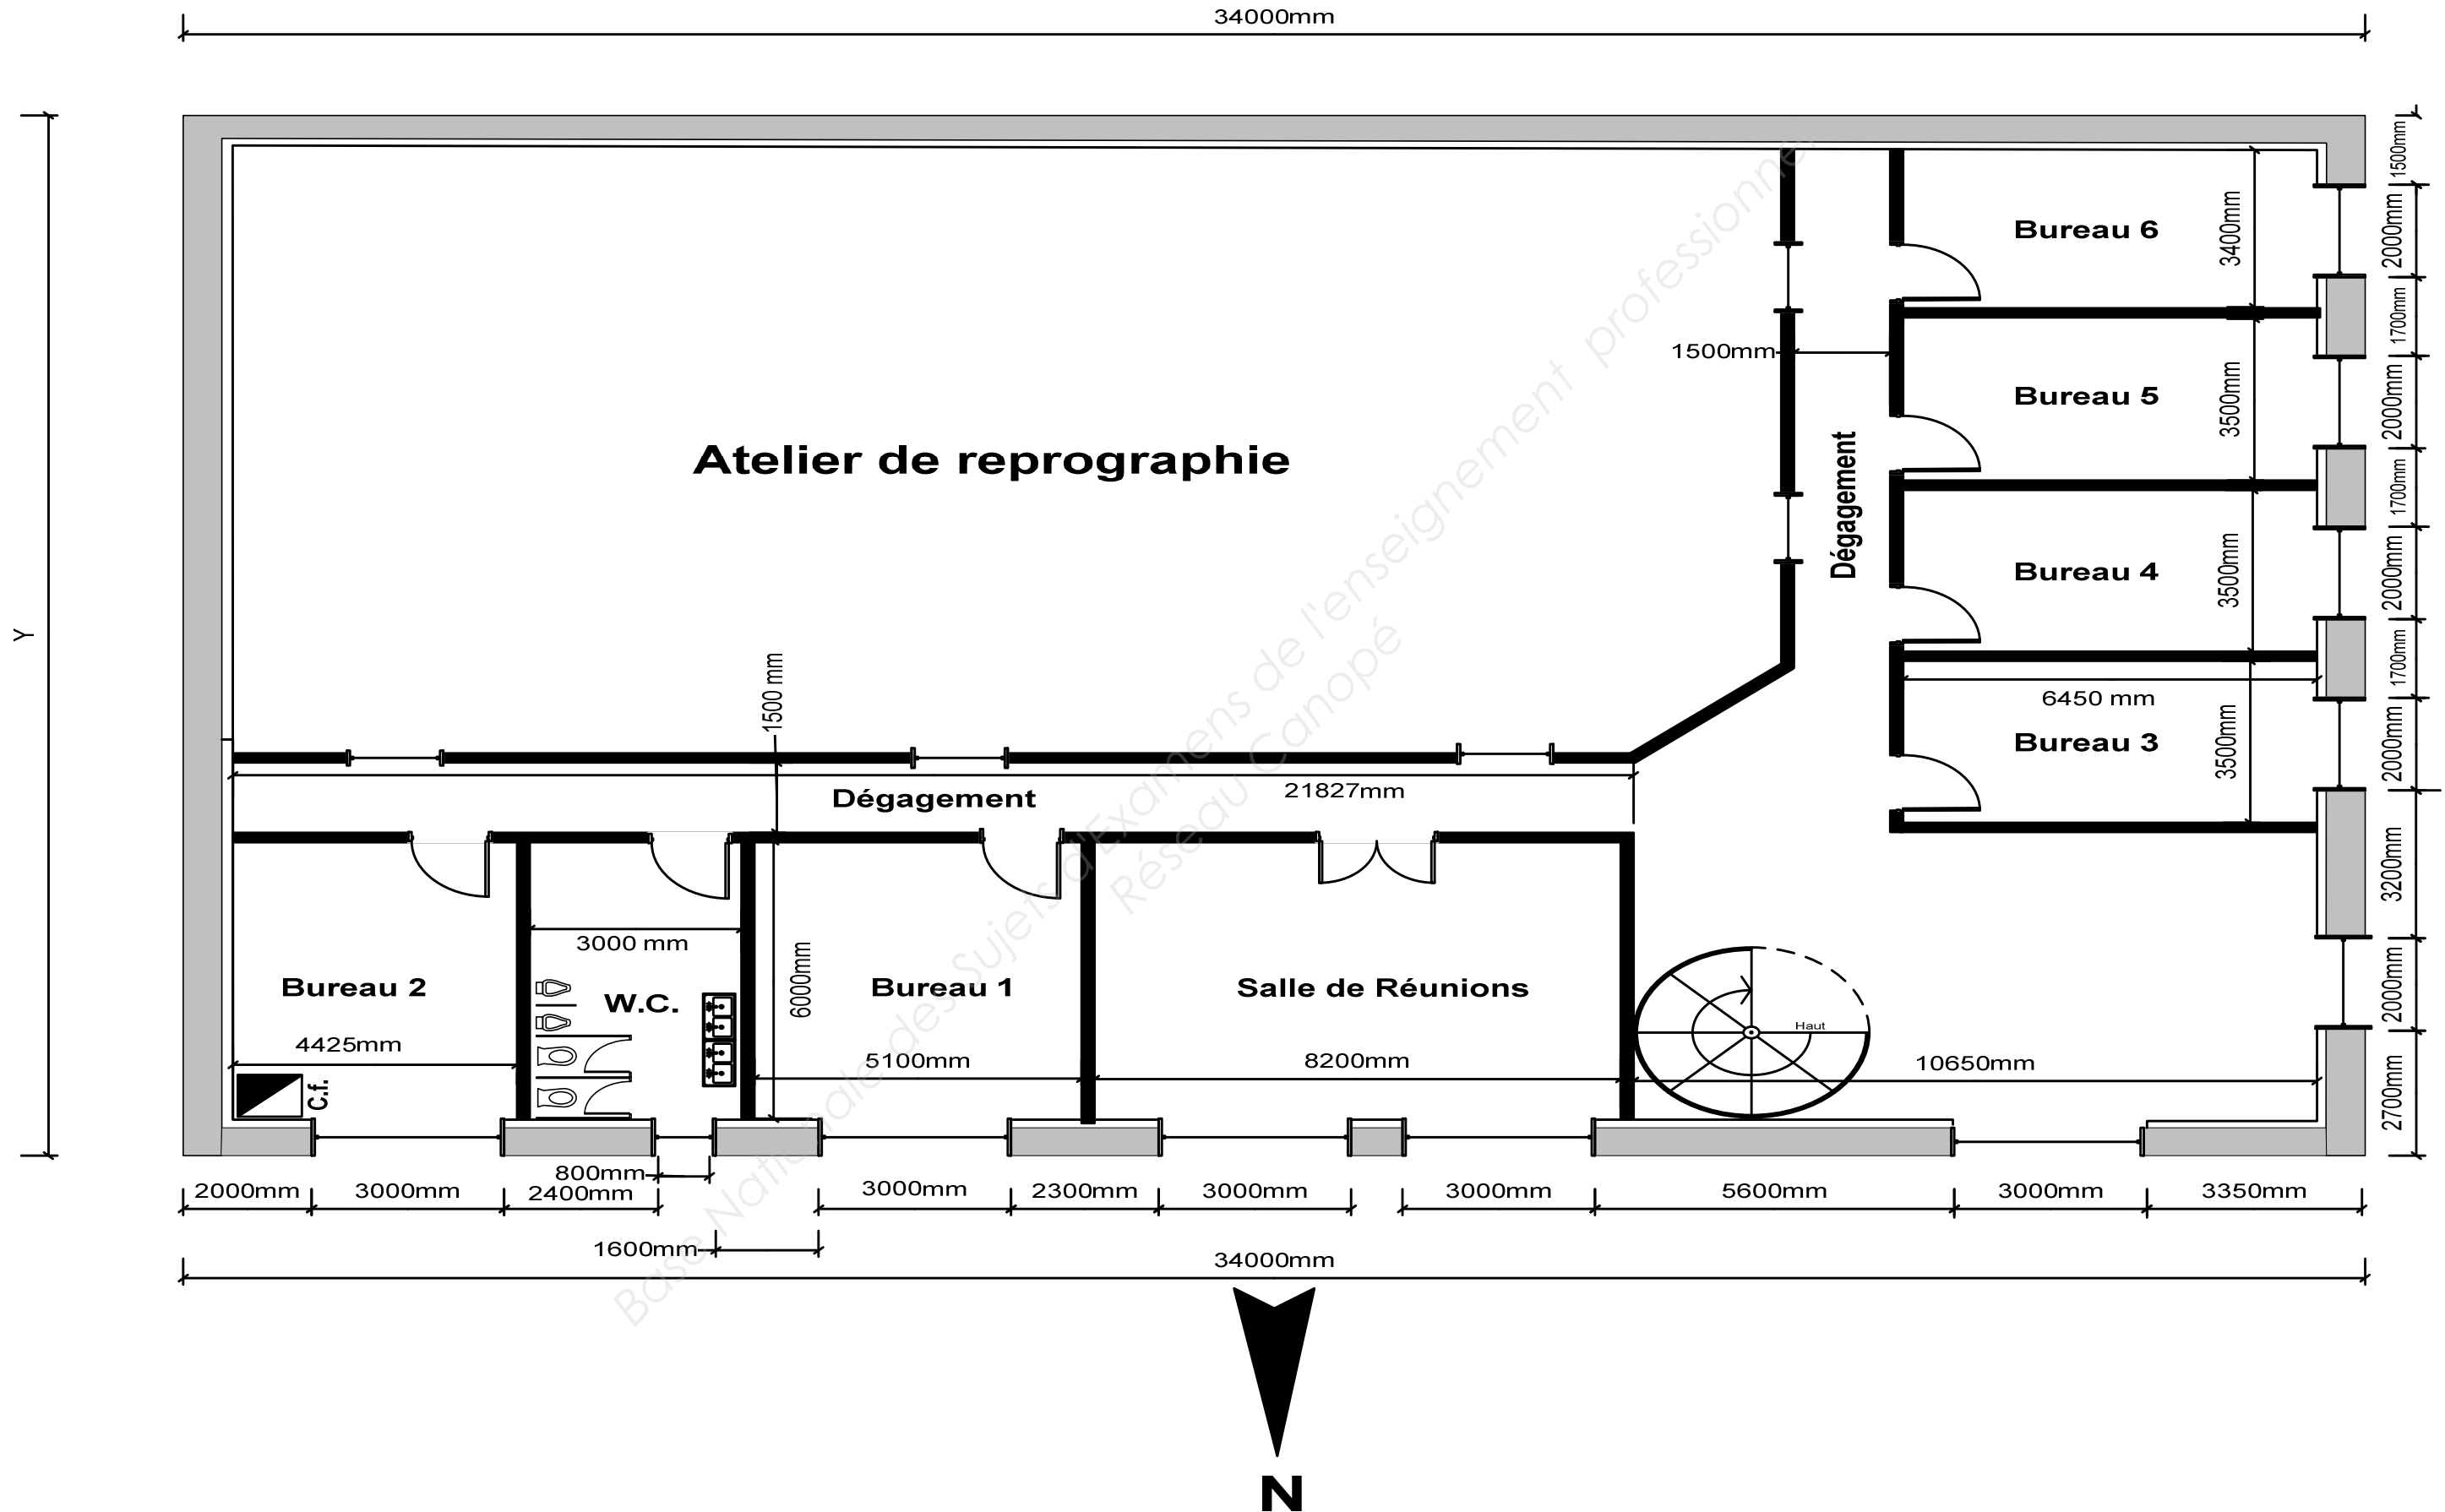 34000mm
1500mm
Bureau 6
3400mm
2000mm
1700mm
1500mm
Bureau 5
3500mm
2000mm
Atelier de reprographie
Dégagement
1700mm
Bureau 4
3500mm
2000mm
Y
1500 mm
1700mm
6450 mm
Bureau 3
3500mm
2000mm
21827mm
Dégagement
3200mm
3000 mm
Bureau 2
W.C.
6000mm
Bureau 1
Salle de Réunions
2000mm
Haut
4425mm
5100mm
8200mm
10650mm
C.f.
2700mm
800mm
2000mm
3000mm
2400mm
3000mm
2300mm
3000mm
3000mm
5600mm
3000mm
3350mm
1600mm
34000mm
N
Base Nationale des Sujets d'Examens de l'enseignement professionnel
Réseau Canopé